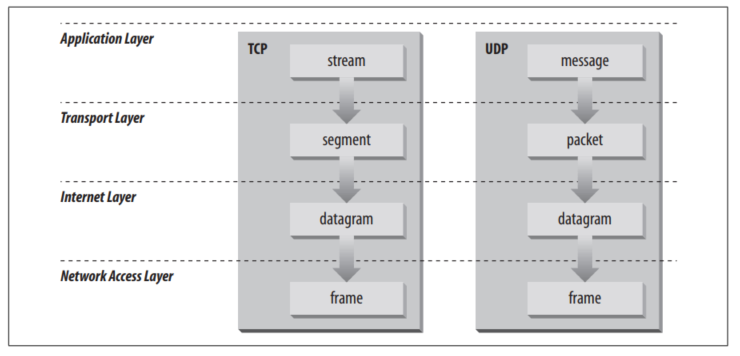 Application Layer
TCP
stream
UDP
message
Transport Layer
segment
packet
Internet Layer
datagram
datagram
Network Access Layer
frame
frame